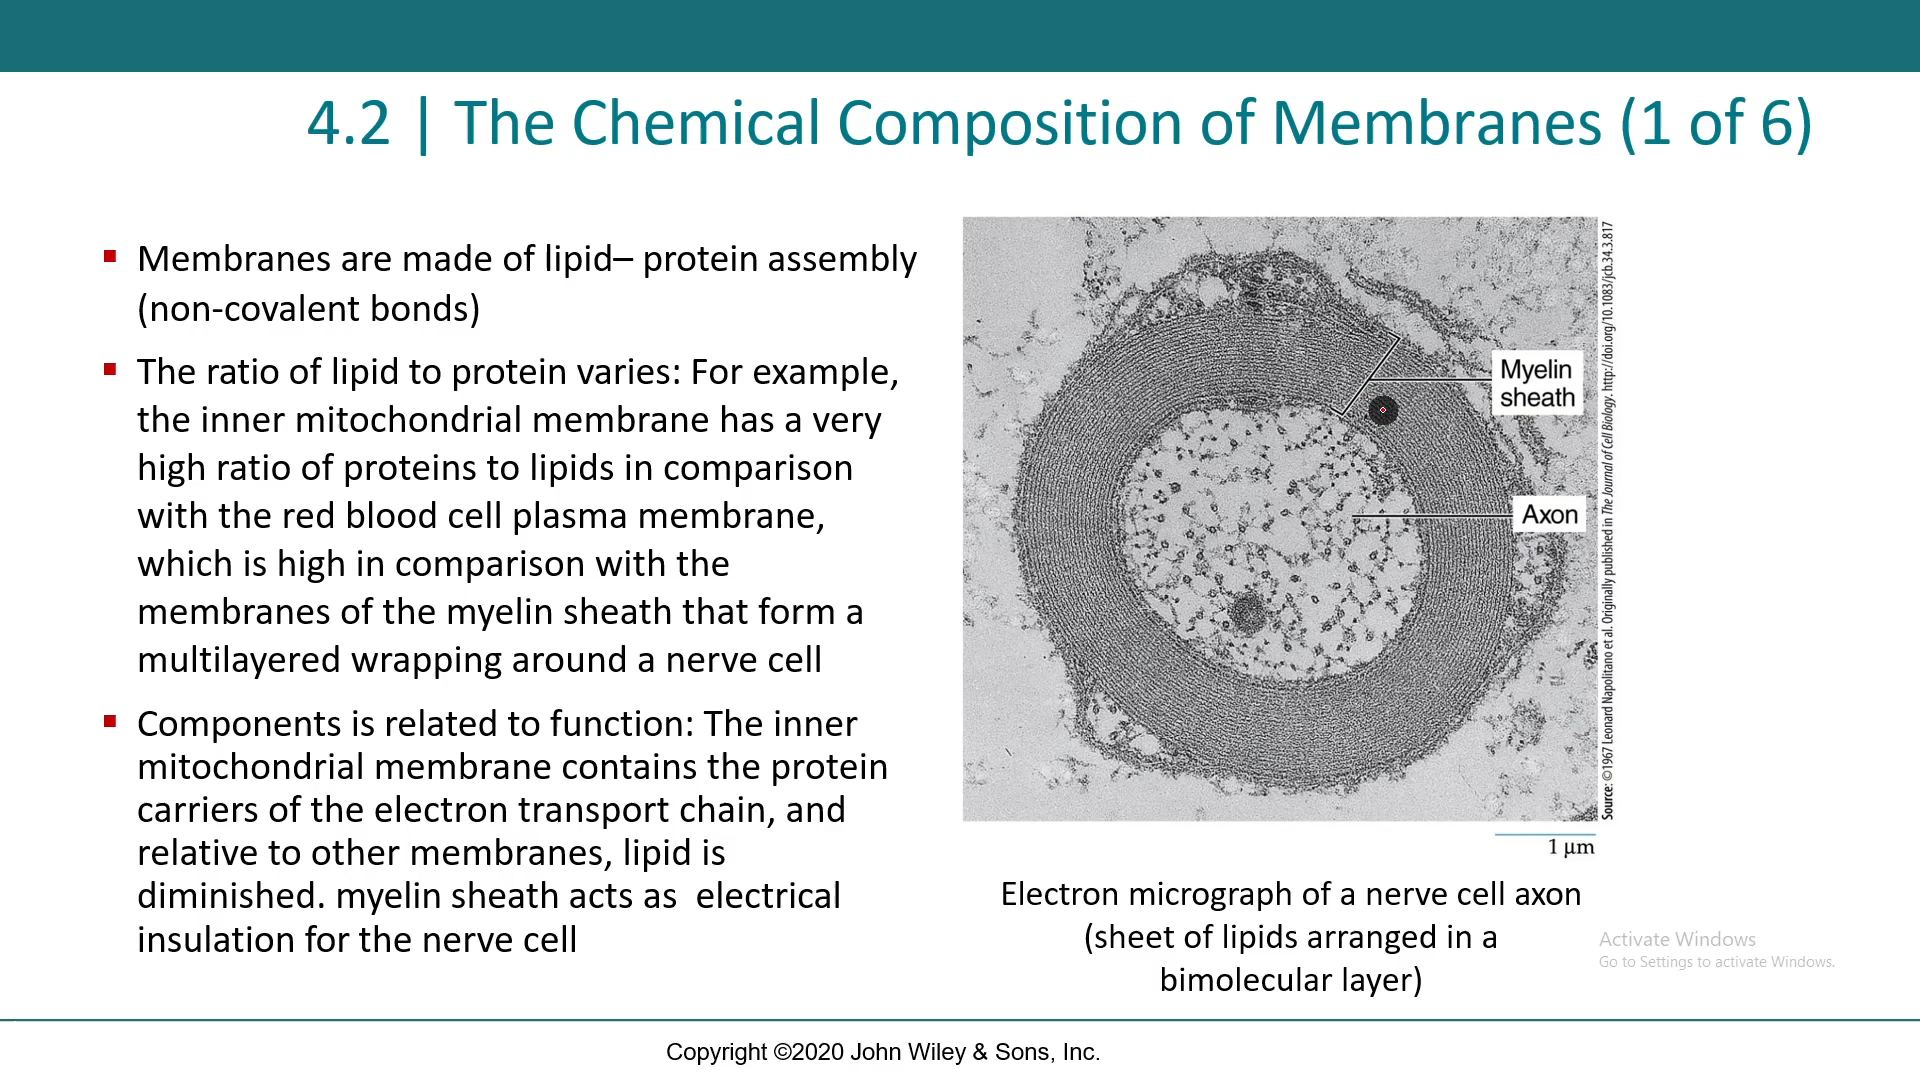 4.2 | The Chemical Composition of Membranes (1 of 6)
Membranes are made of lipid– protein assembly
(non-covalent bonds)
The ratio of lipid to protein varies: For example,
the inner mitochondrial membrane has a very
high ratio of proteins to lipids in comparison
with the red blood cell plasma membrane,
which is high in comparison with the
membranes of the myelin sheath that form a
multilayered wrapping around a nerve cell
Components is related to function: The inner
mitochondrial membrane contains the protein
carriers of the electron transport chain, and
relative to other membranes, lipid is
diminished. myelin sheath acts as  electrical
insulation for the nerve cell
Myelin
sheath
Axon
Source: ©1967 Leonard Napolitano et al. Originally published in The Journal of Cell Biology. http://doi.org/10.1083/jcb.34.3.817
1 µm
Electron micrograph of a nerve cell axon
(sheet of lipids arranged in a
bimolecular layer)
Activate Windows
Go to Settings to activate Windows.
Copyright ©2020 John Wiley & Sons, Inc.